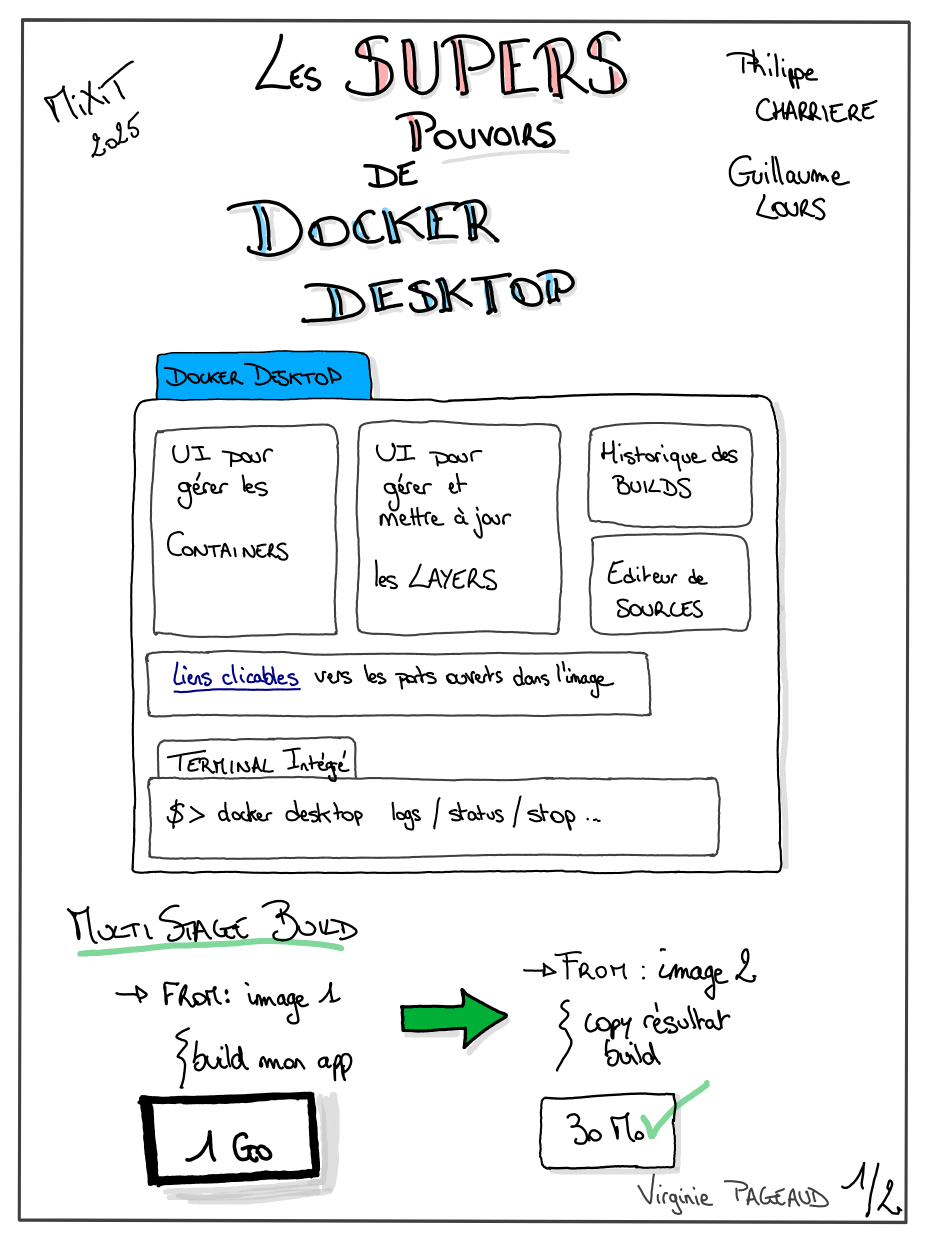 MiXiT
2025
LES SUPERS
POUVOIRS
DE
DOCKER
DESKTOP
Philippe
CHARRIERE
Guillaume
LOURS
DOCKER DESKTOP
UI pour
gérer les
CONTAINERS
UI pour
gérer et
mettre à jour
les LAYERS
Historique des
BUILDS
Editeur de
SOURCES
Liens clicables vers les ports ouverts dans l'image
TERMINAL Intégé
$> docker desktop logs / status / stop ...
MULTI STAGE BUILD
→ FROM: image 1
build mon app
1 Go
→ FROM : image 2
copy résultat
build
30 Mo
Virginie PAGEAUD 1/2